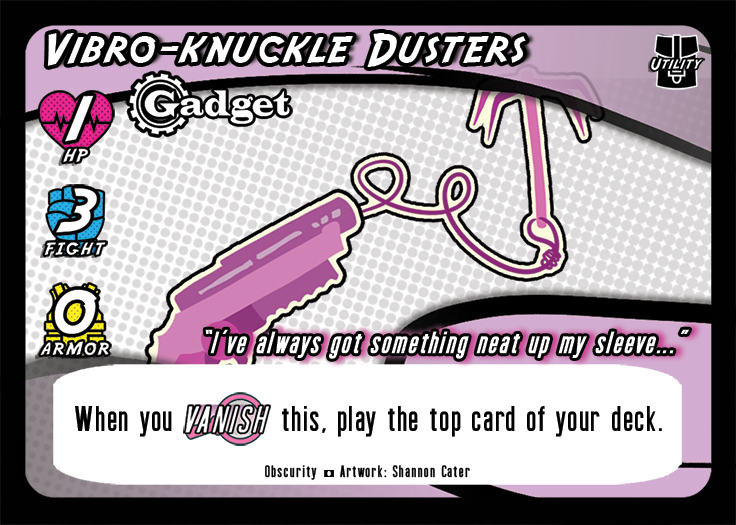 Vibro-knuckle Dusters
Utility
Gadget
1
HP
3
Fight
0
Armor
"I've always got something neat up my sleeve..."
When you VANISH this, play the top card of your deck.
Obscurity Artwork: Shannon Cater